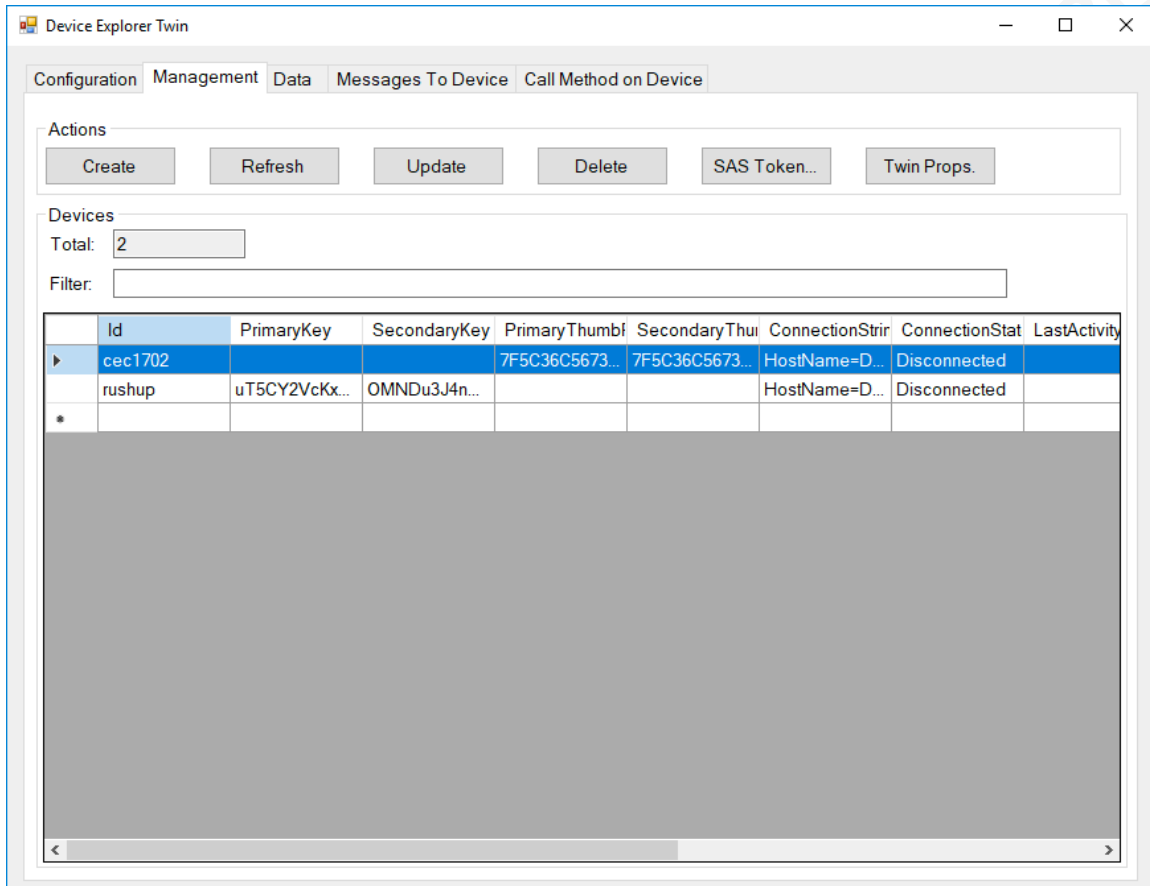 Device Explorer Twin
Configuration Management Data Messages To Device Call Method on Device
Actions
Create Refresh Update Delete SAS Token... Twin Props.
Devices
Total: 2
Filter:
Id PrimaryKey SecondaryKey PrimaryThumbl SecondaryThui ConnectionStrin ConnectionStat LastActivity
cec1702 7F5C36C5673... 7F5C36C5673... HostName=D... Disconnected
rushup uT5CY2VcKx... OMNDu3J4n... HostName=D... Disconnected